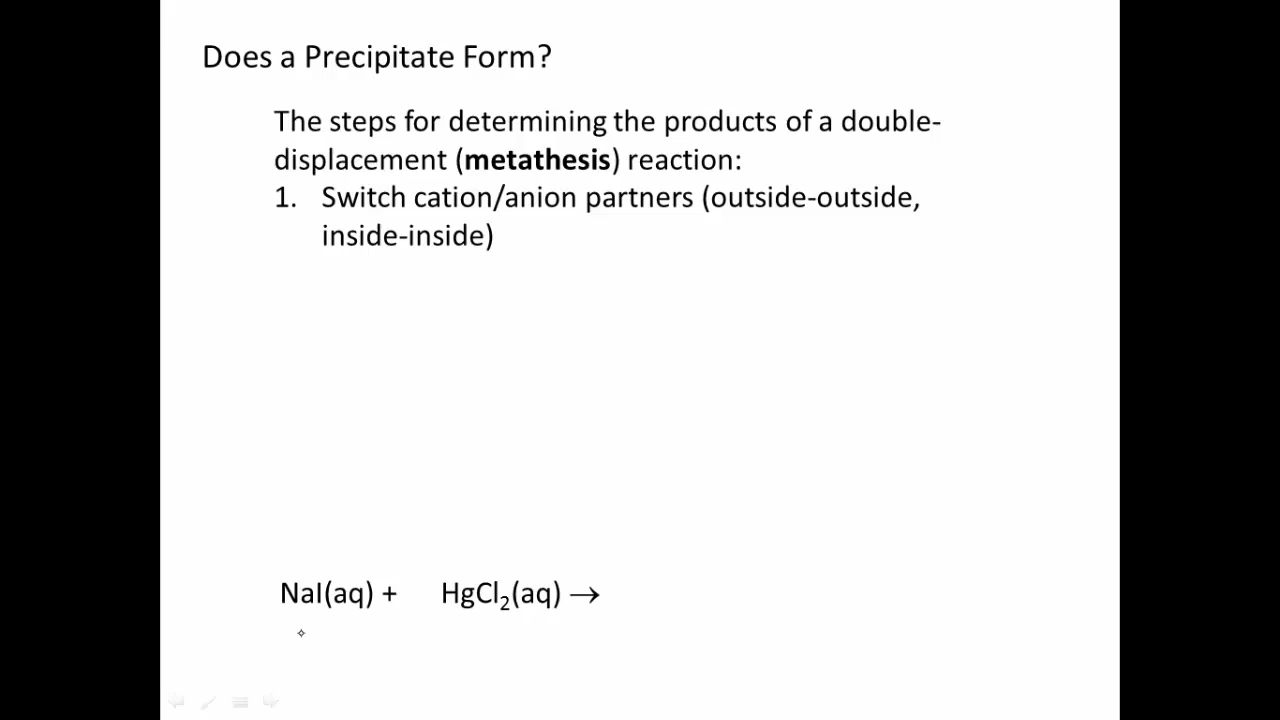 Does a Precipitate Form?
The steps for determining the products of a double-
displacement (metathesis) reaction:
1. Switch cation/anion partners (outside-outside,
inside-inside)
NaI(aq) + HgCl₂(aq) →